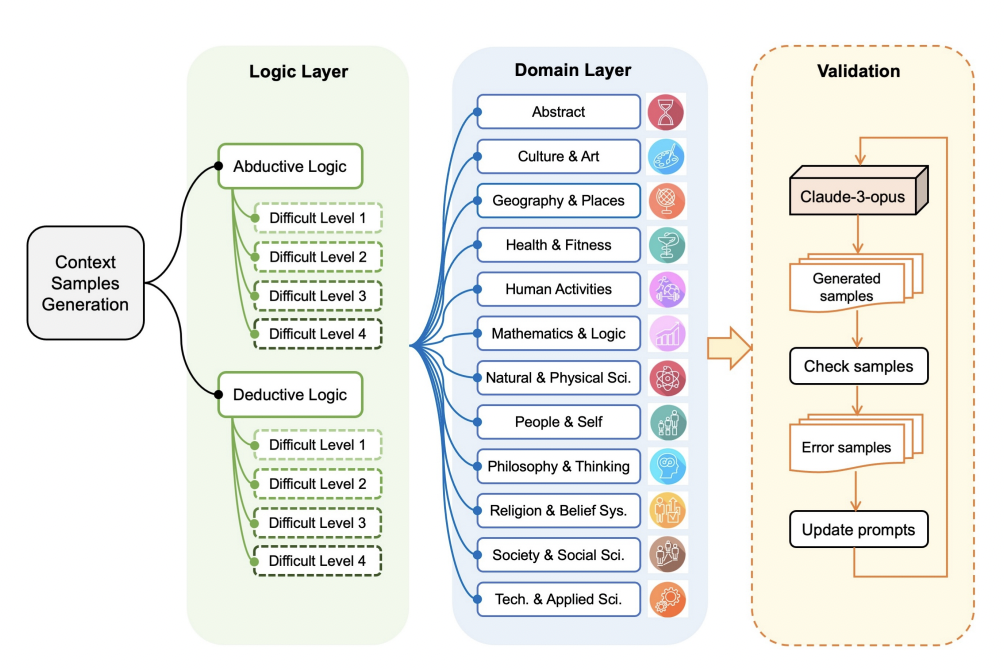 Logic Layer
Domain Layer
Validation
Context
Samples
Generation
Abductive Logic
Difficult Level 1
Difficult Level 2
Difficult Level 3
Difficult Level 4
Deductive Logic
Difficult Level 1
Difficult Level 2
Difficult Level 3
Difficult Level 4
Abstract
Culture & Art
Geography & Places
Health & Fitness
Human Activities
Mathematics & Logic
Natural & Physical Sci.
People & Self
Philosophy & Thinking
Religion & Belief Sys.
Society & Social Sci.
Tech. & Applied Sci.
Claude-3-opus
Generated
samples
Check samples
Error samples
Update prompts